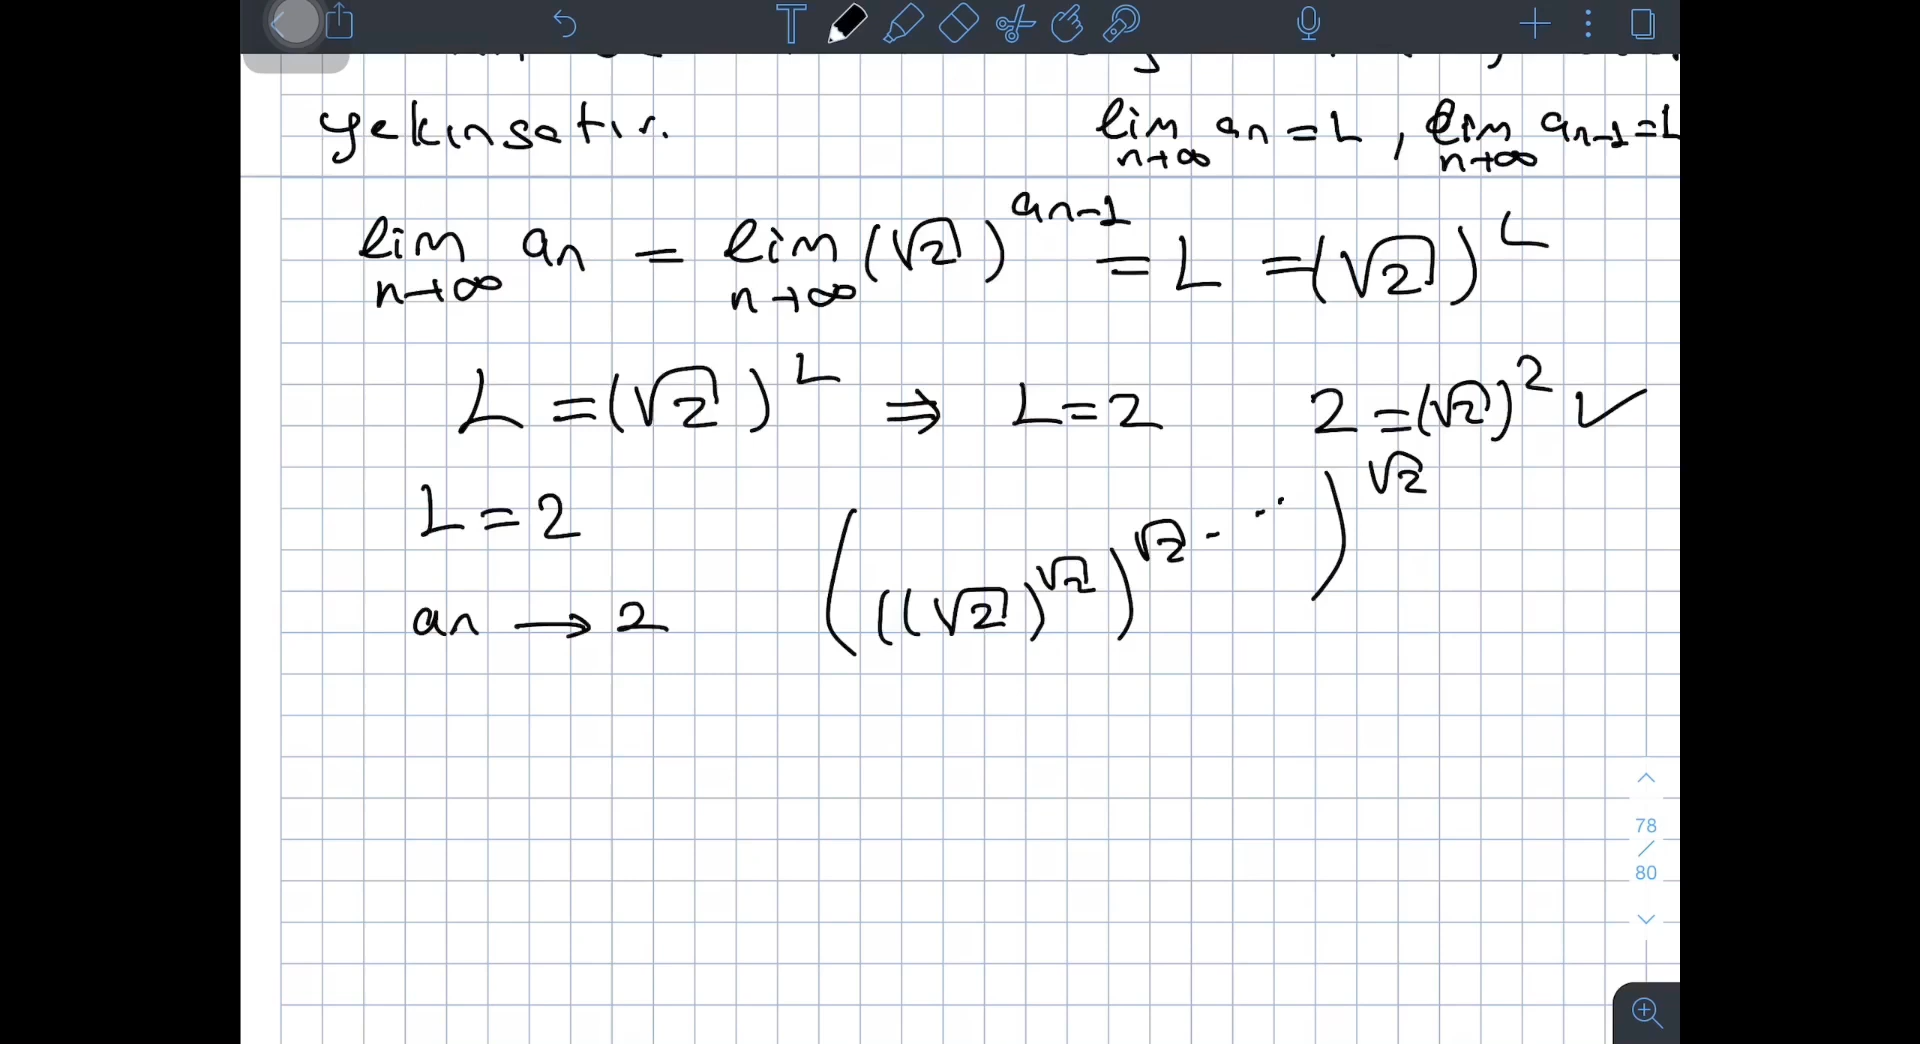 yekınsatır. lim n→∞ an = L , lim n→∞ an-1 = L
lim n→∞ an = lim n→∞ (√2)^an-1 = L = (√2)^L
L = (√2)^L ⇒ L = 2 2 = (√2)^2 ✓
L = 2
(((√2)^√2)^√2 ...)^√2
an → 2
78
/
80